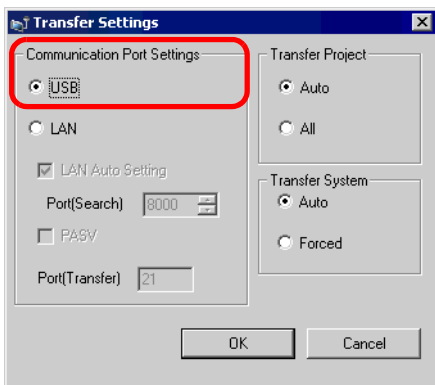 Transfer Settings
Communication Port Settings
USB
LAN
LAN Auto Setting
Port(Search) 8000
PASV
Port(Transfer) 21
Transfer Project
Auto
All
Transfer System
Auto
Forced
OK
Cancel